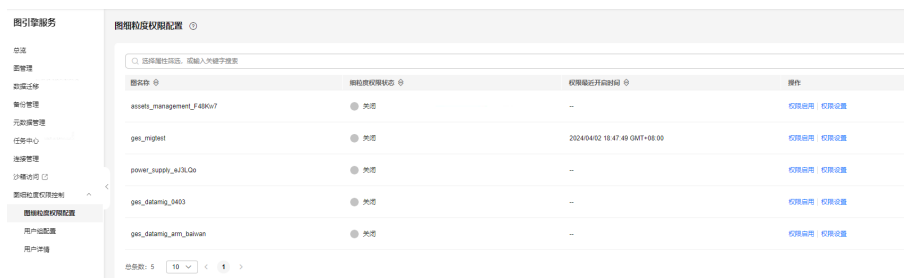 图引擎服务
总览
图管理
数据迁移
备份管理
元数据管理
任务中心
连接管理
沙箱访问
图细粒度权限控制
图细粒度权限配置
用户组配置
用户详情
图细粒度权限配置
选择属性筛选，或输入关键字搜索
图名称 细粒度权限状态 权限最近开启时间 操作
assets_management_F46Kw7 关闭 -- 权限启用 | 权限设置
ges_migtest 关闭 2024/04/02 18:47:49 GMT+08:00 权限启用 | 权限设置
power_supply_eJ3LQo 关闭 -- 权限启用 | 权限设置
ges_datamig_0403 关闭 -- 权限启用 | 权限设置
ges_datamig_arm_baiwan 关闭 -- 权限启用 | 权限设置
总条数：5 10 < 1 >